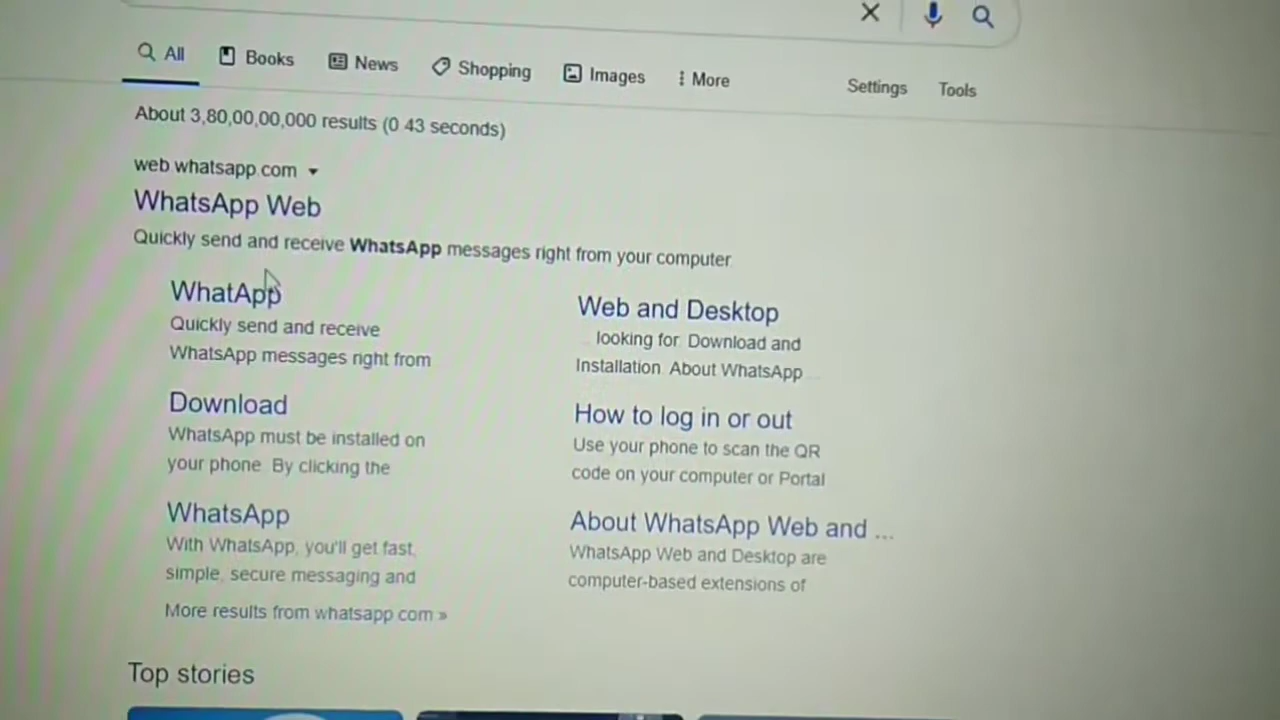 All Books News Shopping Images More Settings Tools
About 3,80,00,00,000 results (0 43 seconds)
web whatsapp com
WhatsApp Web
Quickly send and receive WhatsApp messages right from your computer
WhatApp
Quickly send and receive
WhatsApp messages right from
Web and Desktop
looking for Download and
Installation About WhatsApp ...
Download
WhatsApp must be installed on
your phone By clicking the
How to log in or out
Use your phone to scan the QR
code on your computer or Portal
WhatsApp
With WhatsApp, you'll get fast,
simple, secure messaging and
About WhatsApp Web and ...
WhatsApp Web and Desktop are
computer-based extensions of
More results from whatsapp com »
Top stories